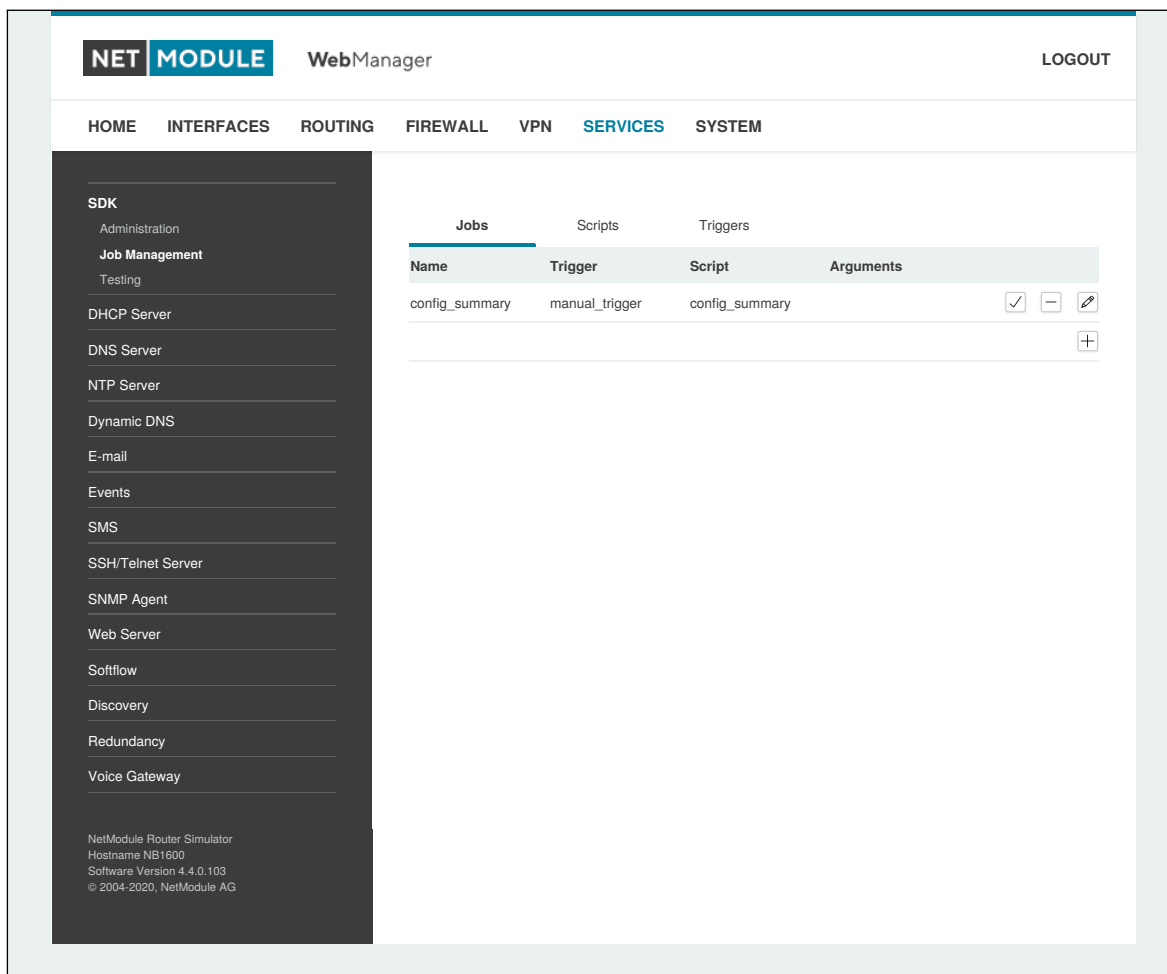 NET MODULE WebManager LOGOUT
HOME INTERFACES ROUTING FIREWALL VPN SERVICES SYSTEM
SDK
Administration
Job Management
Testing
DHCP Server
DNS Server
NTP Server
Dynamic DNS
E-mail
Events
SMS
SSH/Telnet Server
SNMP Agent
Web Server
Softflow
Discovery
Redundancy
Voice Gateway
NetModule Router Simulator
Hostname NB1600
Software Version 4.4.0.103
© 2004-2020, NetModule AG
Jobs Scripts Triggers
Name Trigger Script Arguments
config_summary manual_trigger config_summary